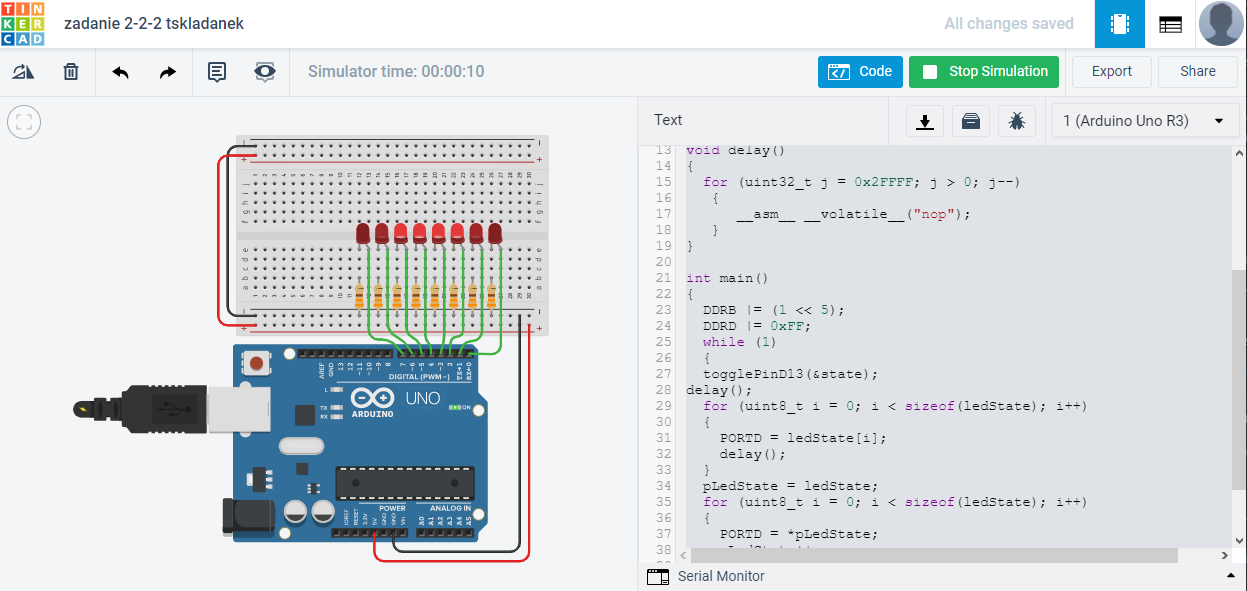 TIN
KER
CAD
zadanie 2-2-2 tskladanek
All changes saved
Simulator time: 00:00:10
Code
Stop Simulation
Export
Share
Text
1 (Arduino Uno R3)
13 void delay()
14 {
15 for (uint32_t j = 0x2FFFF; j > 0; j--)
16 {
17 __asm__ __volatile__("nop");
18 }
19 }
20
21 int main()
22 {
23 DDRB |= (1 << 5);
24 DDRD |= 0xFF;
25 while (1)
26 {
27 togglePinD13(&state);
28 delay();
29 for (uint8_t i = 0; i < sizeof(ledState); i++)
30 {
31 PORTD = ledState[i];
32 delay();
33 }
34 pLedState = ledState;
35 for (uint8_t i = 0; i < sizeof(ledState); i++)
36 {
37 PORTD = *pLedState;
38
Serial Monitor
AREF
GND
13
12
~11
~10
~9
8
7
~6
~5
4
~3
2
TX→1
RX←0
DIGITAL (PWM~)
L
TX
RX
UNO
ON
ARDUINO
POWER
ANALOG IN
IOREF
RESET
3.3V
5V
GND
GND
Vin
A0
A1
A2
A3
A4
A5